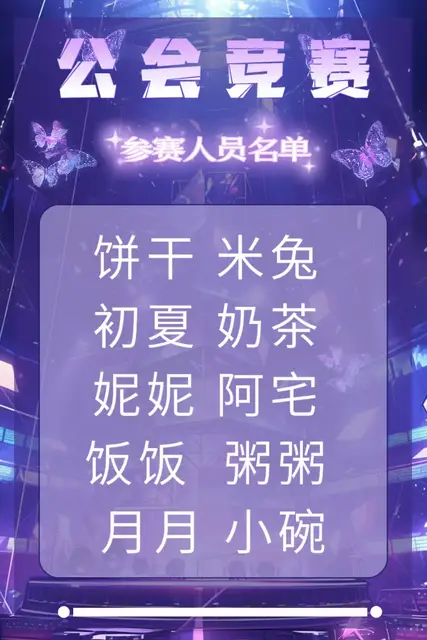 公会竞赛
参赛人员名单
饼干 米兔
初夏 奶茶
妮妮 阿宅
饭饭 粥粥
月月 小碗